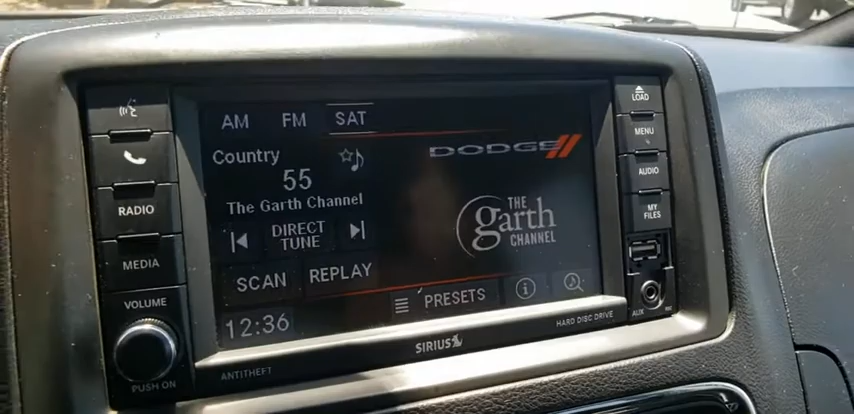 RADIO
MEDIA
VOLUME
PUSH ON
AM FM SAT
Country
55
The Garth Channel
DIRECT
TUNE
SCAN REPLAY
PRESETS
12:36
DODGE
THE
garth
CHANNEL
ANTITHEFT
SIRIUS
HARD DISC DRIVE
LOAD
MENU
AUDIO
MY
FILES
AUX